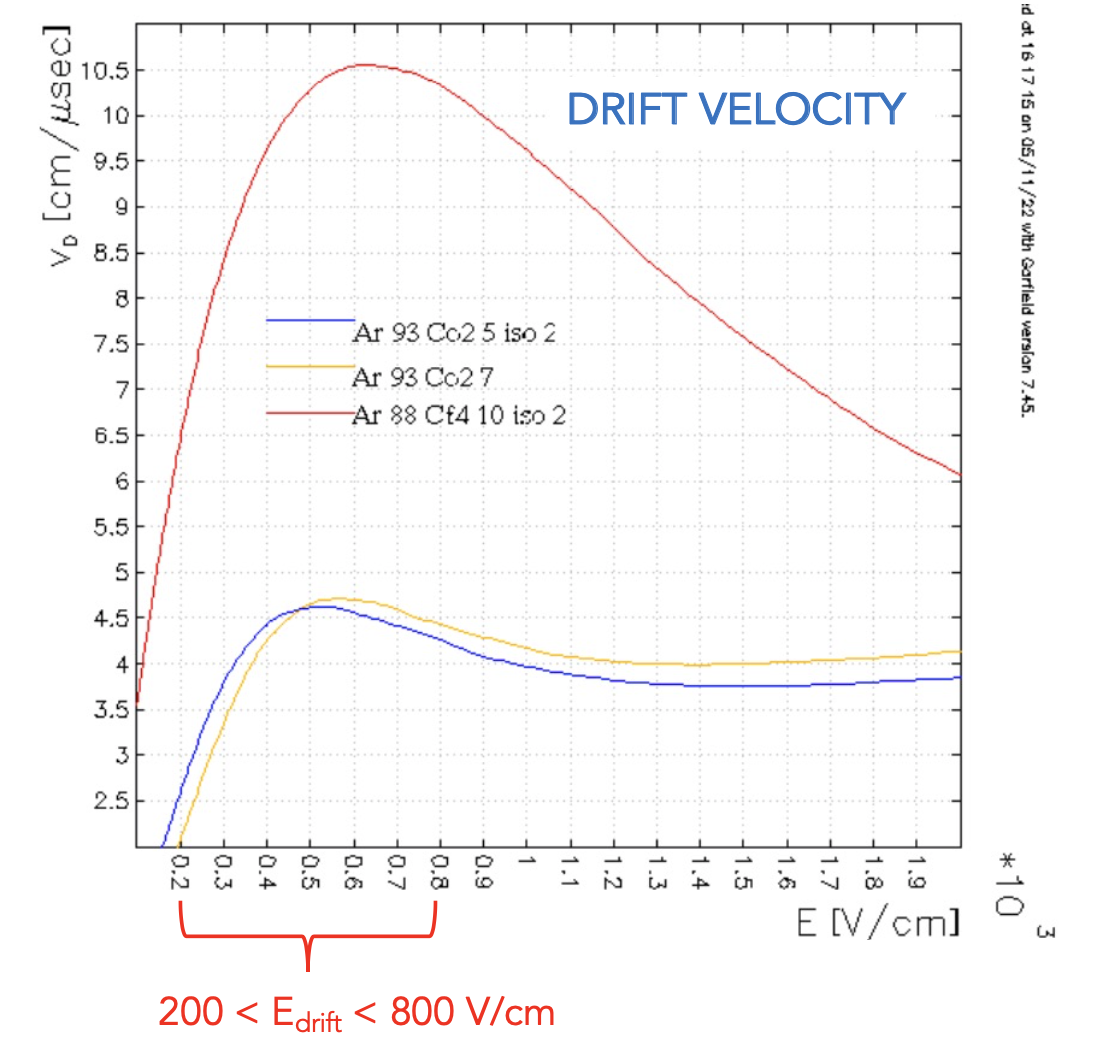 DRIFT VELOCITY
V_D [cm/μsec]
10.5
10
9.5
9
8.5
8
7.5
7
6.5
6
5.5
5
4.5
4
3.5
3
2.5
Ar 93 Co2 5 iso 2
Ar 93 Co2 7
Ar 88 Cf4 10 iso 2
0.2 0.3 0.4 0.5 0.6 0.7 0.8 0.9 1 1.1 1.2 1.3 1.4 1.5 1.6 1.7 1.8 1.9
*10 3
E [V/cm]
200 < E_drift < 800 V/cm
at 16 17 15 on 05/11/22 with Garfield version 7.45.